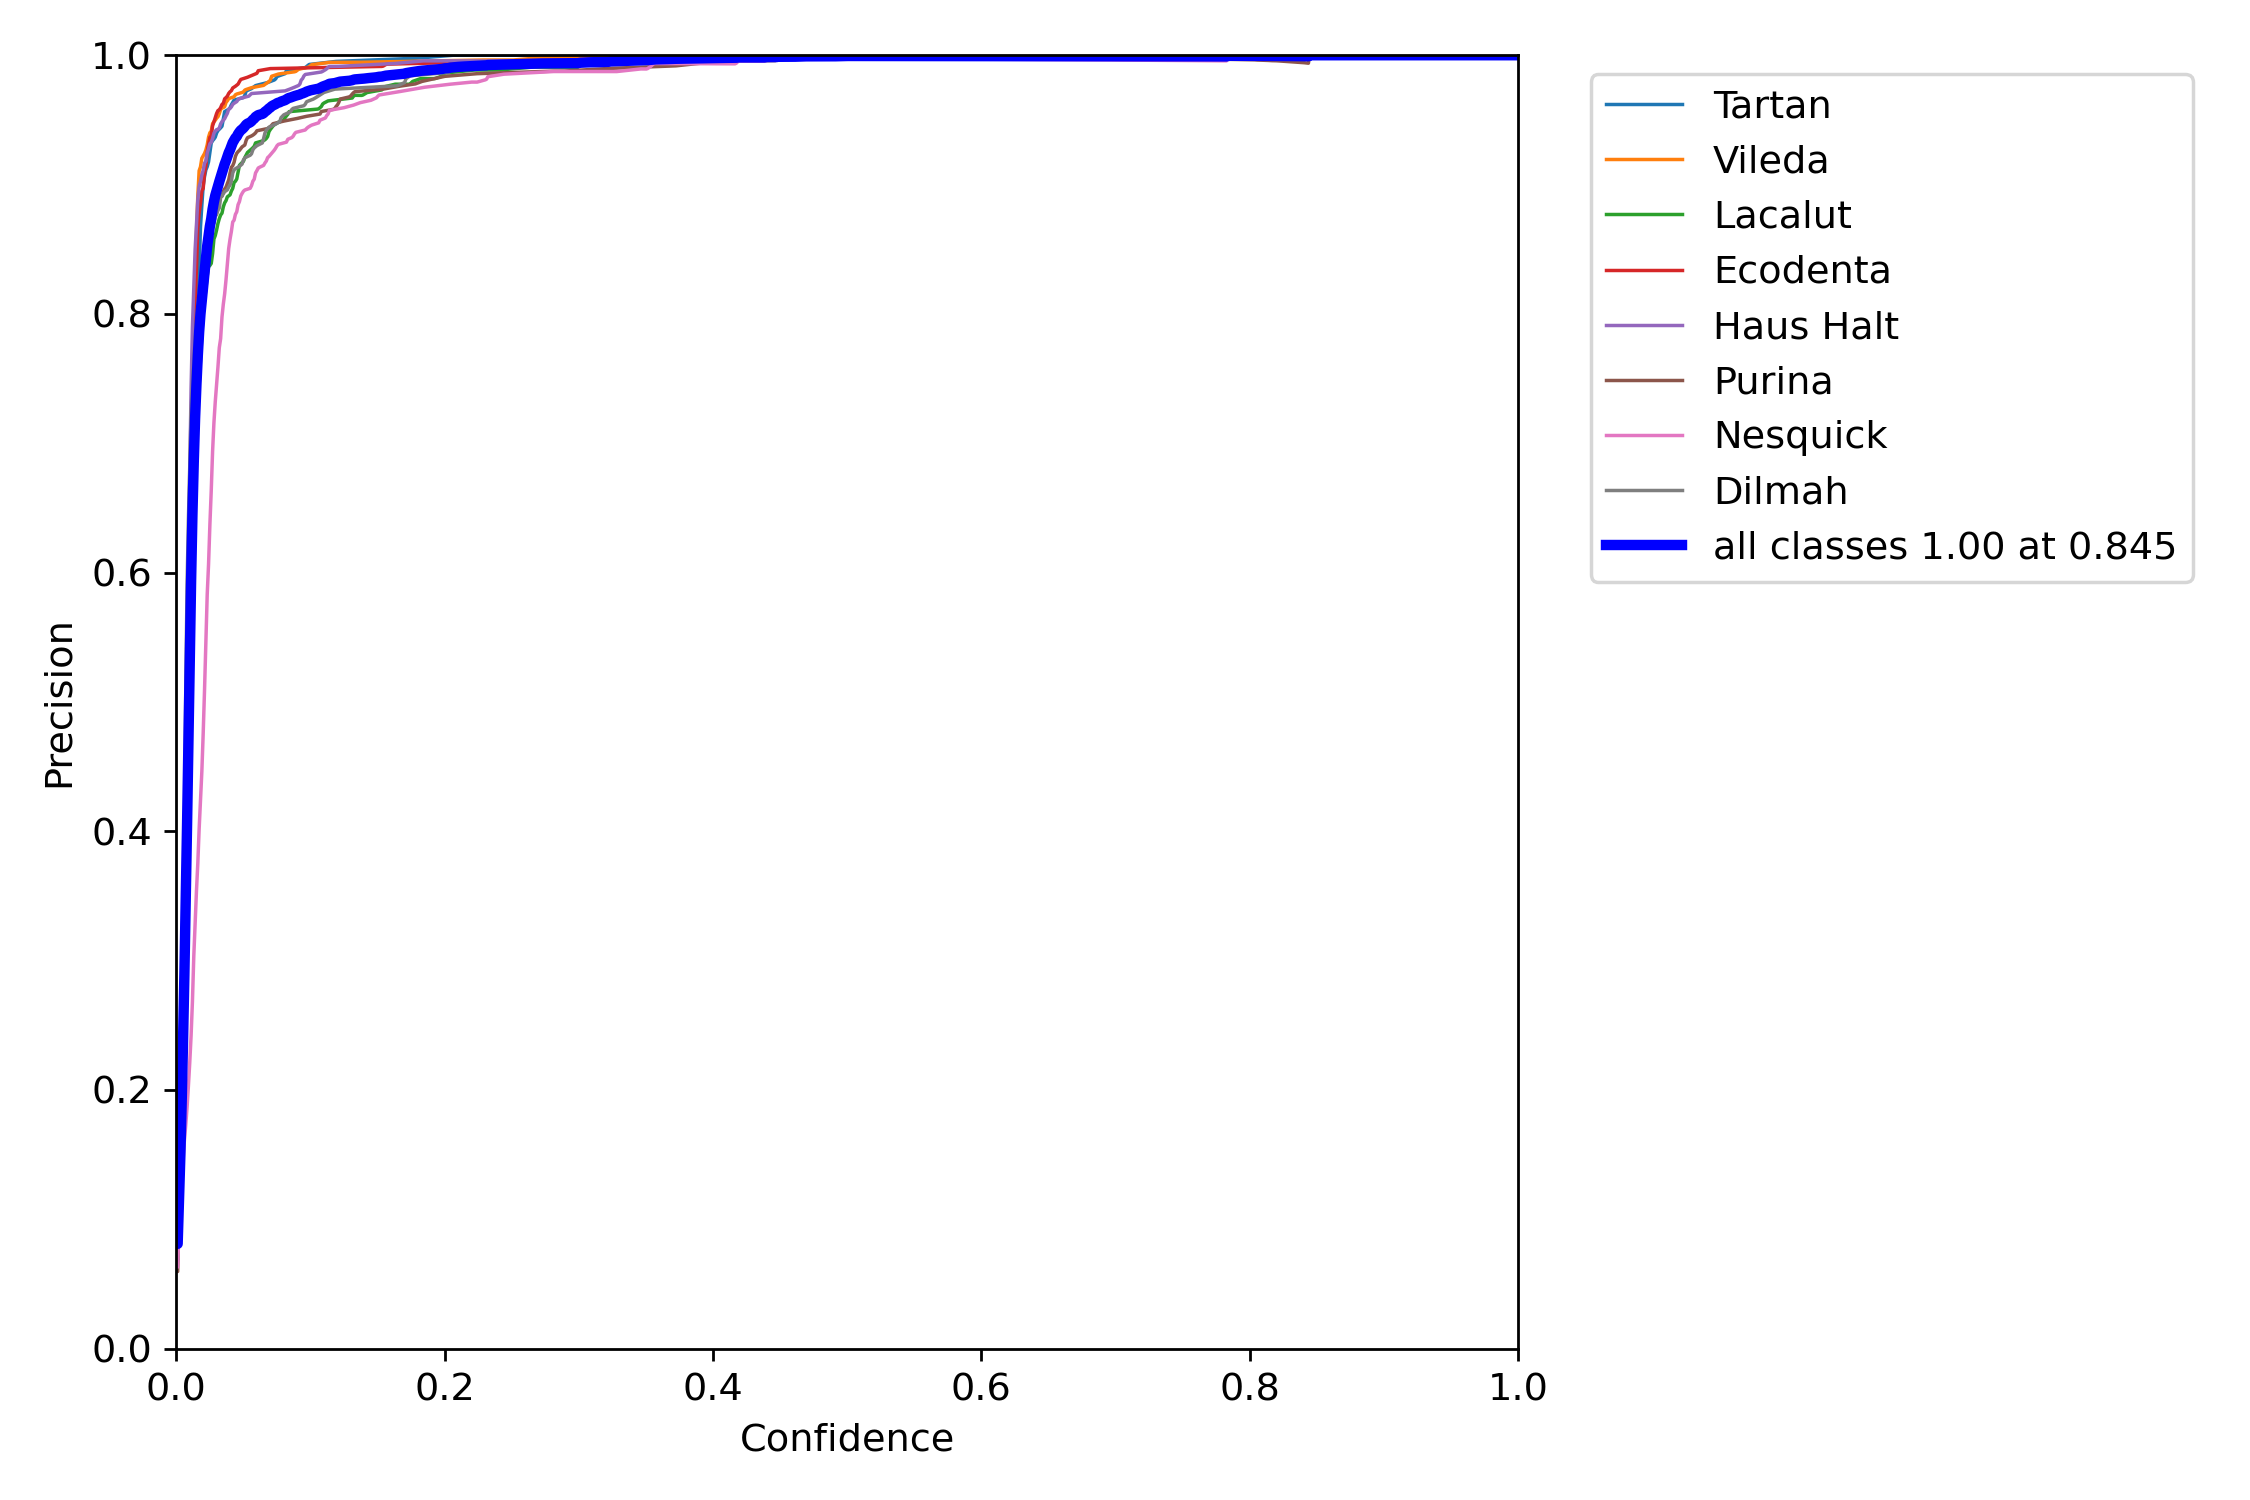 1.0
0.8
0.6
0.4
0.2
0.0
0.0 0.2 0.4 0.6 0.8 1.0
Precision
Confidence
Tartan
Vileda
Lacalut
Ecodenta
Haus Halt
Purina
Nesquick
Dilmah
all classes 1.00 at 0.845